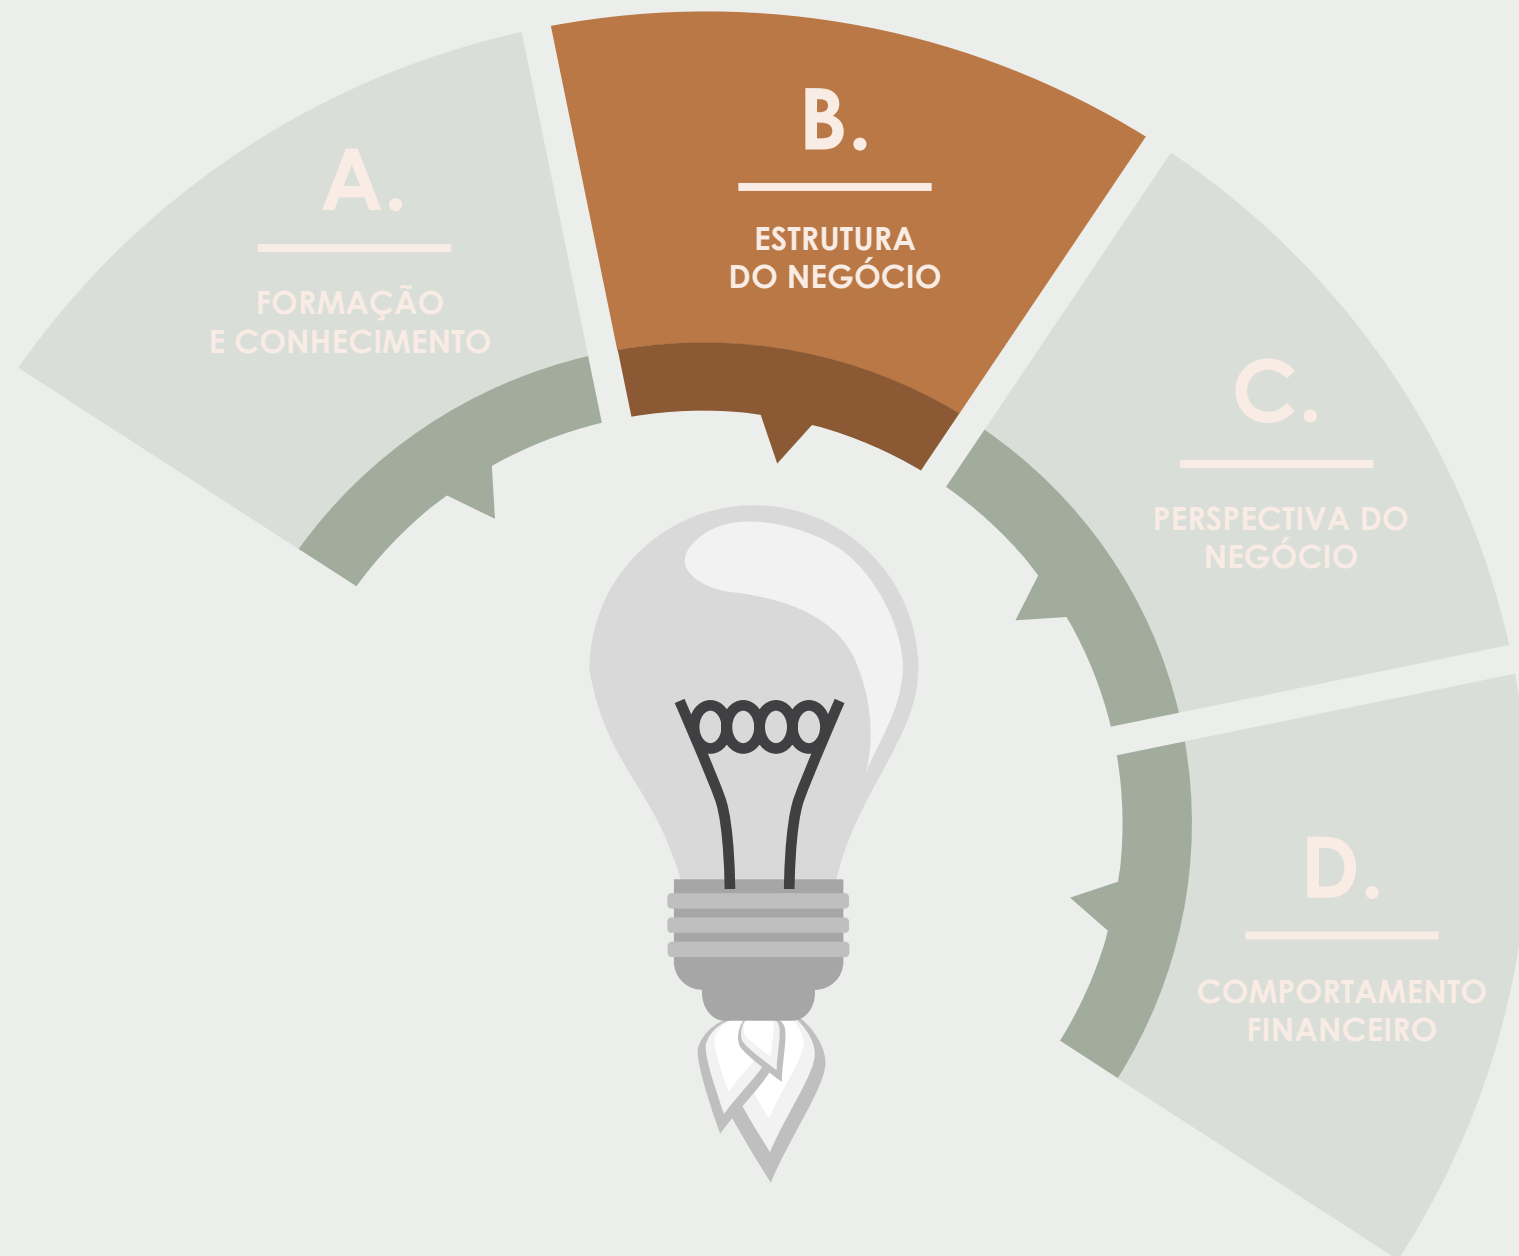 A.
FORMAÇÃO
E CONHECIMENTO
B.
ESTRUTURA
DO NEGÓCIO
C.
PERSPECTIVA DO
NEGÓCIO
D.
COMPORTAMENTO
FINANCEIRO